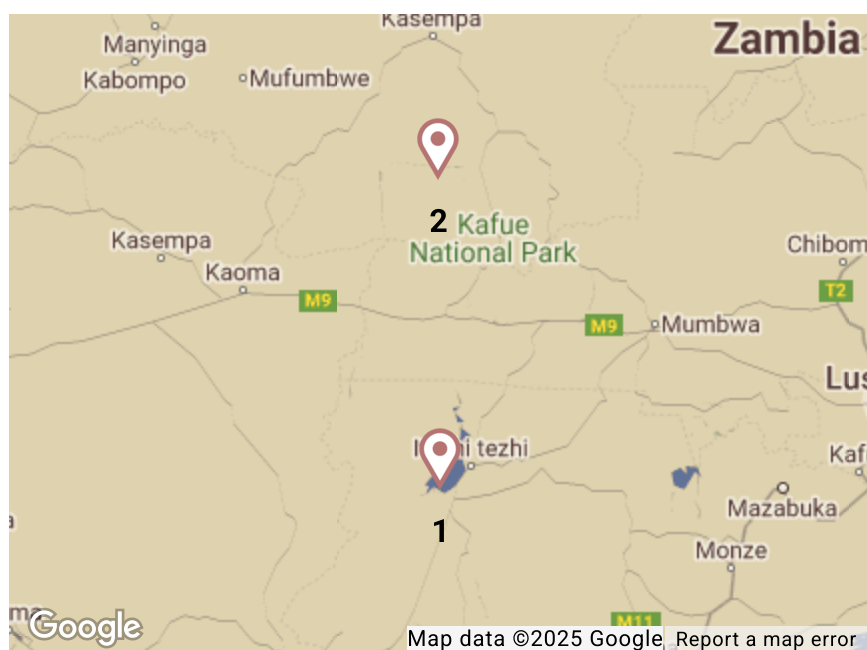 Kasempa
Zambia
Manyinga
Kabompo
Mufumbwe
2
Kafue
National Park
Kasempa
Chibom
Kaoma
M9
T2
M9
Mumbwa
Lus
tezhi
Kaf
Mazabuka
1
Monze
M11
Google
Map data ©2025 Google
Report a map error